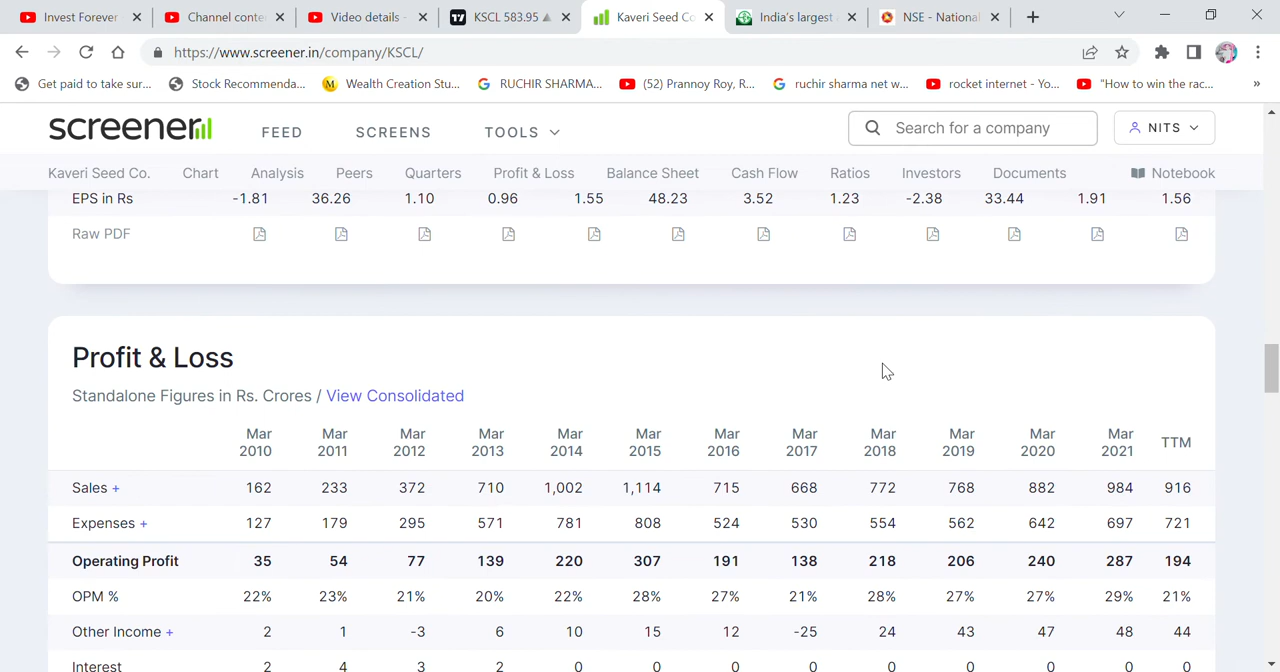 Invest Forever
Channel conte
Video details -
KSCL 583.95
Kaveri Seed Co
India's largest
NSE - National
https://www.screener.in/company/KSCL/
Get paid to take sur...
Stock Recommenda...
Wealth Creation Stu...
RUCHIR SHARMA...
(52) Prannoy Roy, R...
ruchir sharma net w...
rocket internet - Yo...
"How to win the rac...
»
screener
FEED
SCREENS
TOOLS
Search for a company
NITS
Kaveri Seed Co. Chart Analysis Peers Quarters Profit & Loss Balance Sheet Cash Flow Ratios Investors Documents Notebook
EPS in Rs -1.81 36.26 1.10 0.96 1.55 48.23 3.52 1.23 -2.38 33.44 1.91 1.56
Raw PDF
Profit & Loss
Standalone Figures in Rs. Crores / View Consolidated
Mar 2010 Mar 2011 Mar 2012 Mar 2013 Mar 2014 Mar 2015 Mar 2016 Mar 2017 Mar 2018 Mar 2019 Mar 2020 Mar 2021 TTM
Sales + 162 233 372 710 1,002 1,114 715 668 772 768 882 984 916
Expenses + 127 179 295 571 781 808 524 530 554 562 642 697 721
Operating Profit 35 54 77 139 220 307 191 138 218 206 240 287 194
OPM % 22% 23% 21% 20% 22% 28% 27% 21% 28% 27% 27% 29% 21%
Other Income + 2 1 -3 6 10 15 12 -25 24 43 47 48 44
Interest 2 4 3 2 0 0 0 0 0 0 0 0 0